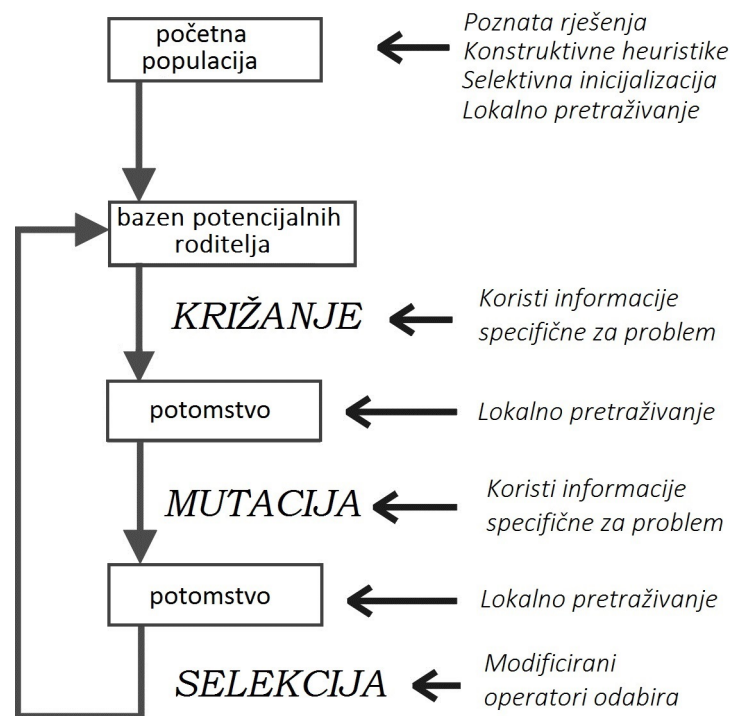 početna
populacija
Poznata rješenja
Konstruktivne heuristike
Selektivna inicijalizacija
Lokalno pretraživanje
bazen potencijalnih
roditelja
KRIŽANJE
Koristi informacije
specifične za problem
potomstvo
Lokalno pretraživanje
MUTACIJA
Koristi informacije
specifične za problem
potomstvo
Lokalno pretraživanje
SELEKCIJA
Modificirani
operatori odabira